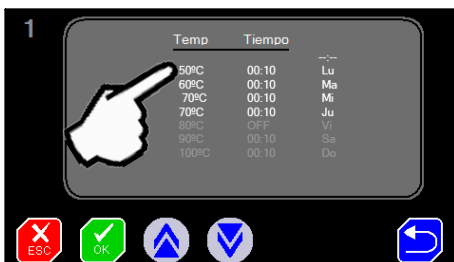 1
Temp Tiempo
--:--
50ºC 00:10 Lu
60ºC 00:10 Ma
70ºC 00:10 Mi
70ºC 00:10 Ju
80ºC OFF Vi
90ºC 00:10 Sa
100ºC 00:10 Do
ESC OK